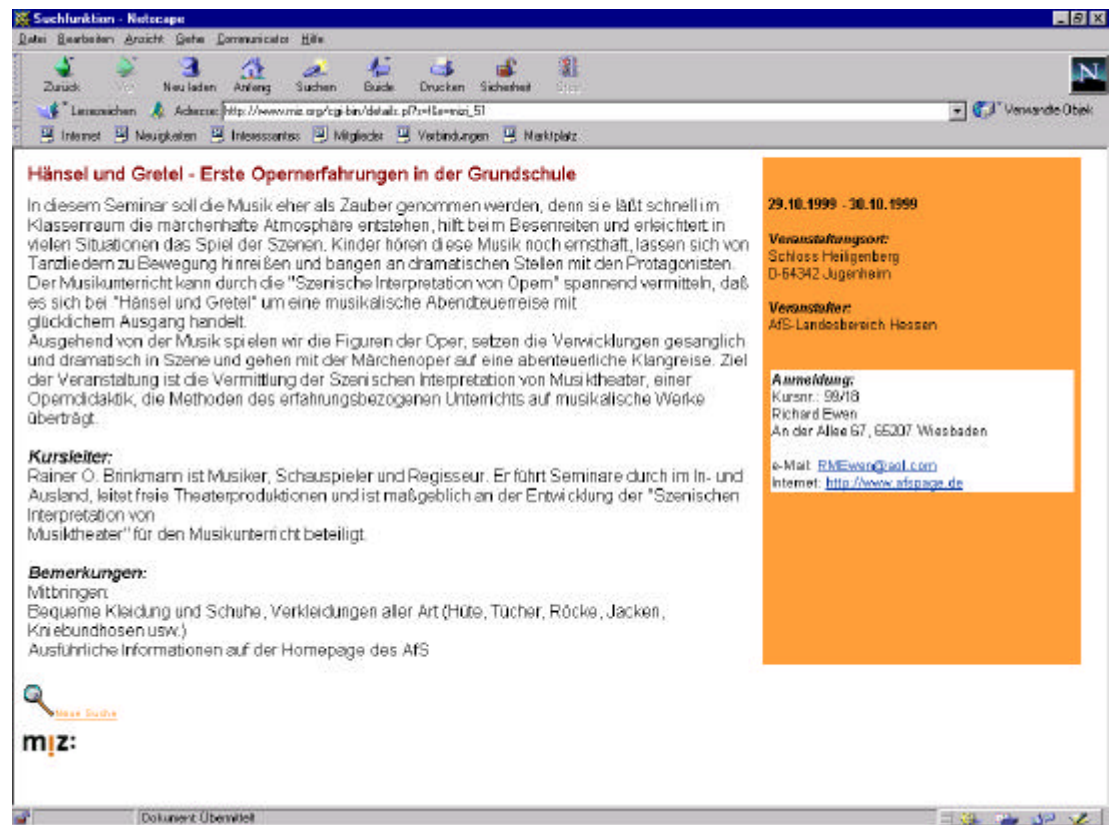 Suchfunktion - Netscape
Datei Bearbeiten Ansicht Gehe Communicator Hilfe
Zurück Vor Neu laden Anfang Suchen Guide Drucken Sicherheit Stop
Lesezeichen Adresse:
Verwandte Objek
Internet Neuigkeiten Interessantes Mitglieder Verbindungen Marktplatz
Hänsel und Gretel - Erste Opernerfahrungen in der Grundschule
In diesem Seminar soll die Musik eher als Zauber genommen werden, denn sie läßt schnell im
Klassenraum die märchenhafte Atmosphäre entstehen, hilft beim Besenreiten und erleichtert in
vielen Situationen das Spiel der Szenen. Kinder hören diese Musik noch ernsthaft, lassen sich von
Tanzliedern zu Bewegung hinreißen und bangen an dramatischen Stellen mit den Protagonisten.
Der Musikunterricht kann durch die "Szenische Interpretation von Opern" spannend vermitteln, daß
es sich bei "Hänsel und Gretel" um eine musikalische Abendteuerreise mit
glücklichem Ausgang handelt.
Ausgehend von der Musik spielen wir die Figuren der Oper, setzen die Verwicklungen gesanglich
und dramatisch in Szene und gehen mit der Märchenoper auf eine abenteuerliche Klangreise. Ziel
der Veranstaltung ist die Vermittlung der Szenischen Interpretation von Musiktheater, einer
Operndidaktik, die Methoden des erfahrungsbezogenen Unterrichts auf musikalische Werke
überträgt.
Kursleiter:
Rainer O. Brinkmann ist Musiker, Schauspieler und Regisseur. Er führt Seminare durch im In- und
Ausland, leitet freie Theaterproduktionen und ist maßgeblich an der Entwicklung der "Szenischen
Interpretation von
Musiktheater" für den Musikunterricht beteiligt.
Bemerkungen:
Mitbringen:
Bequeme Kleidung und Schuhe, Verkleidungen aller Art (Hüte, Tücher, Röcke, Jacken,
Kniebundhosen usw.)
Ausführliche Informationen auf der Homepage des AfS
29.10.1999 - 30.10.1999
Veranstaltungsort:
Schloss Heiligenberg
D-64342 Jugenheim
Veranstalter:
AfS-Landesbereich Hessen
Anmeldung:
Kursnr.: 99/18
Richard Ewen
An der Allee 67, 65207 Wiesbaden
e-Mail: RMEwen@aol.com
Internet: http://www.afspage.de
Neue Suche
miz:
Dokument: Übermittelt